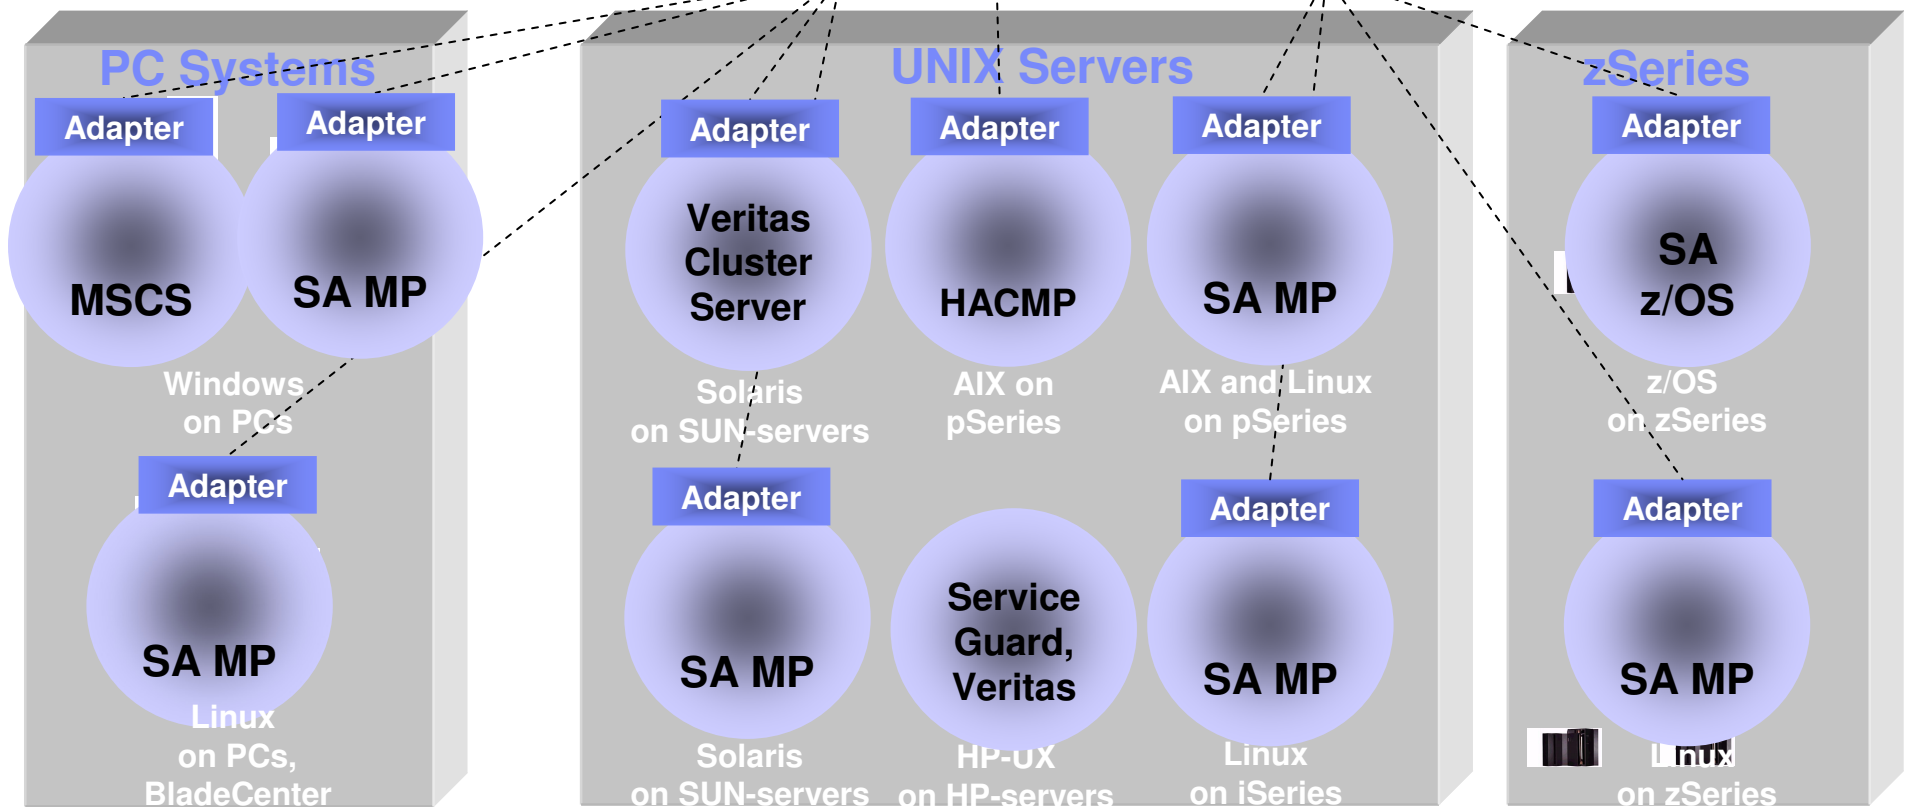 PC Systems
Adapter
MSCS
Adapter
SA MP
Windows
on PCs
Adapter
SA MP
Linux
on PCs,
BladeCenter
UNIX Servers
Adapter
Veritas
Cluster
Server
Solaris
on SUN-servers
Adapter
HACMP
AIX on
pSeries
Adapter
SA MP
AIX and Linux
on pSeries
Adapter
SA MP
Solaris
on SUN-servers
Service
Guard,
Veritas
HP-UX
on HP-servers
Adapter
SA MP
Linux
on iSeries
zSeries
Adapter
SA
z/OS
z/OS
on zSeries
Adapter
SA MP
Linux
on zSeries